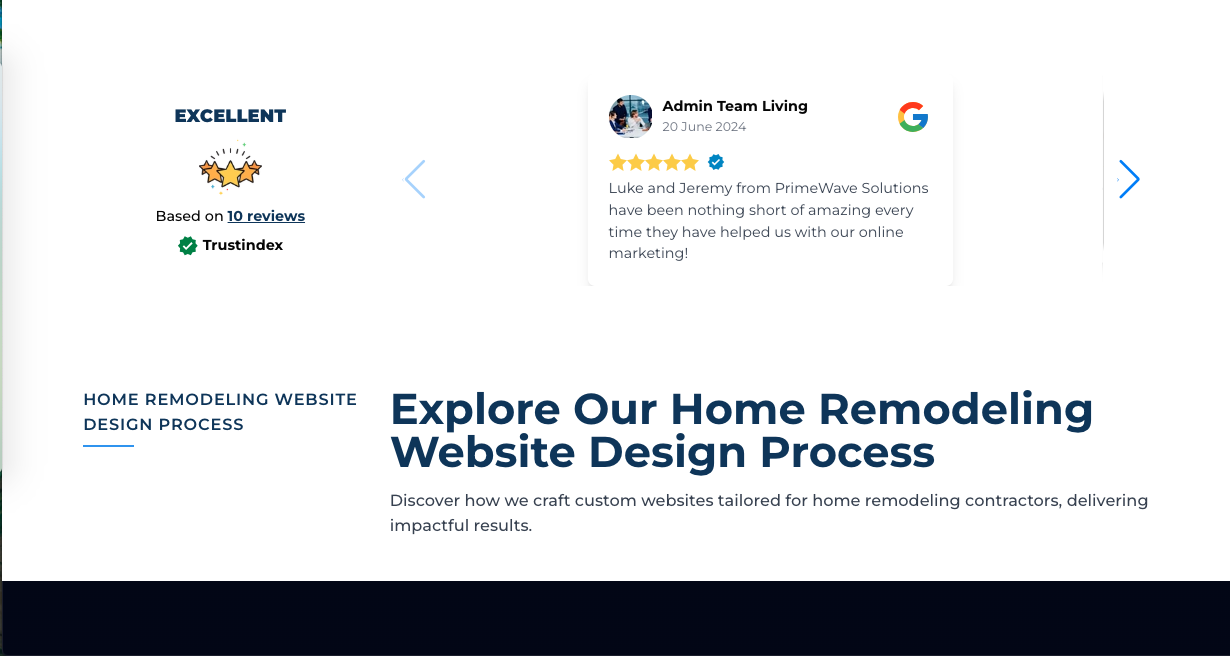 EXCELLENT
Based on 10 reviews
Trustindex
Admin Team Living
20 June 2024
Luke and Jeremy from PrimeWave Solutions
have been nothing short of amazing every
time they have helped us with our online
marketing!
HOME REMODELING WEBSITE
DESIGN PROCESS
Explore Our Home Remodeling
Website Design Process
Discover how we craft custom websites tailored for home remodeling contractors, delivering
impactful results.